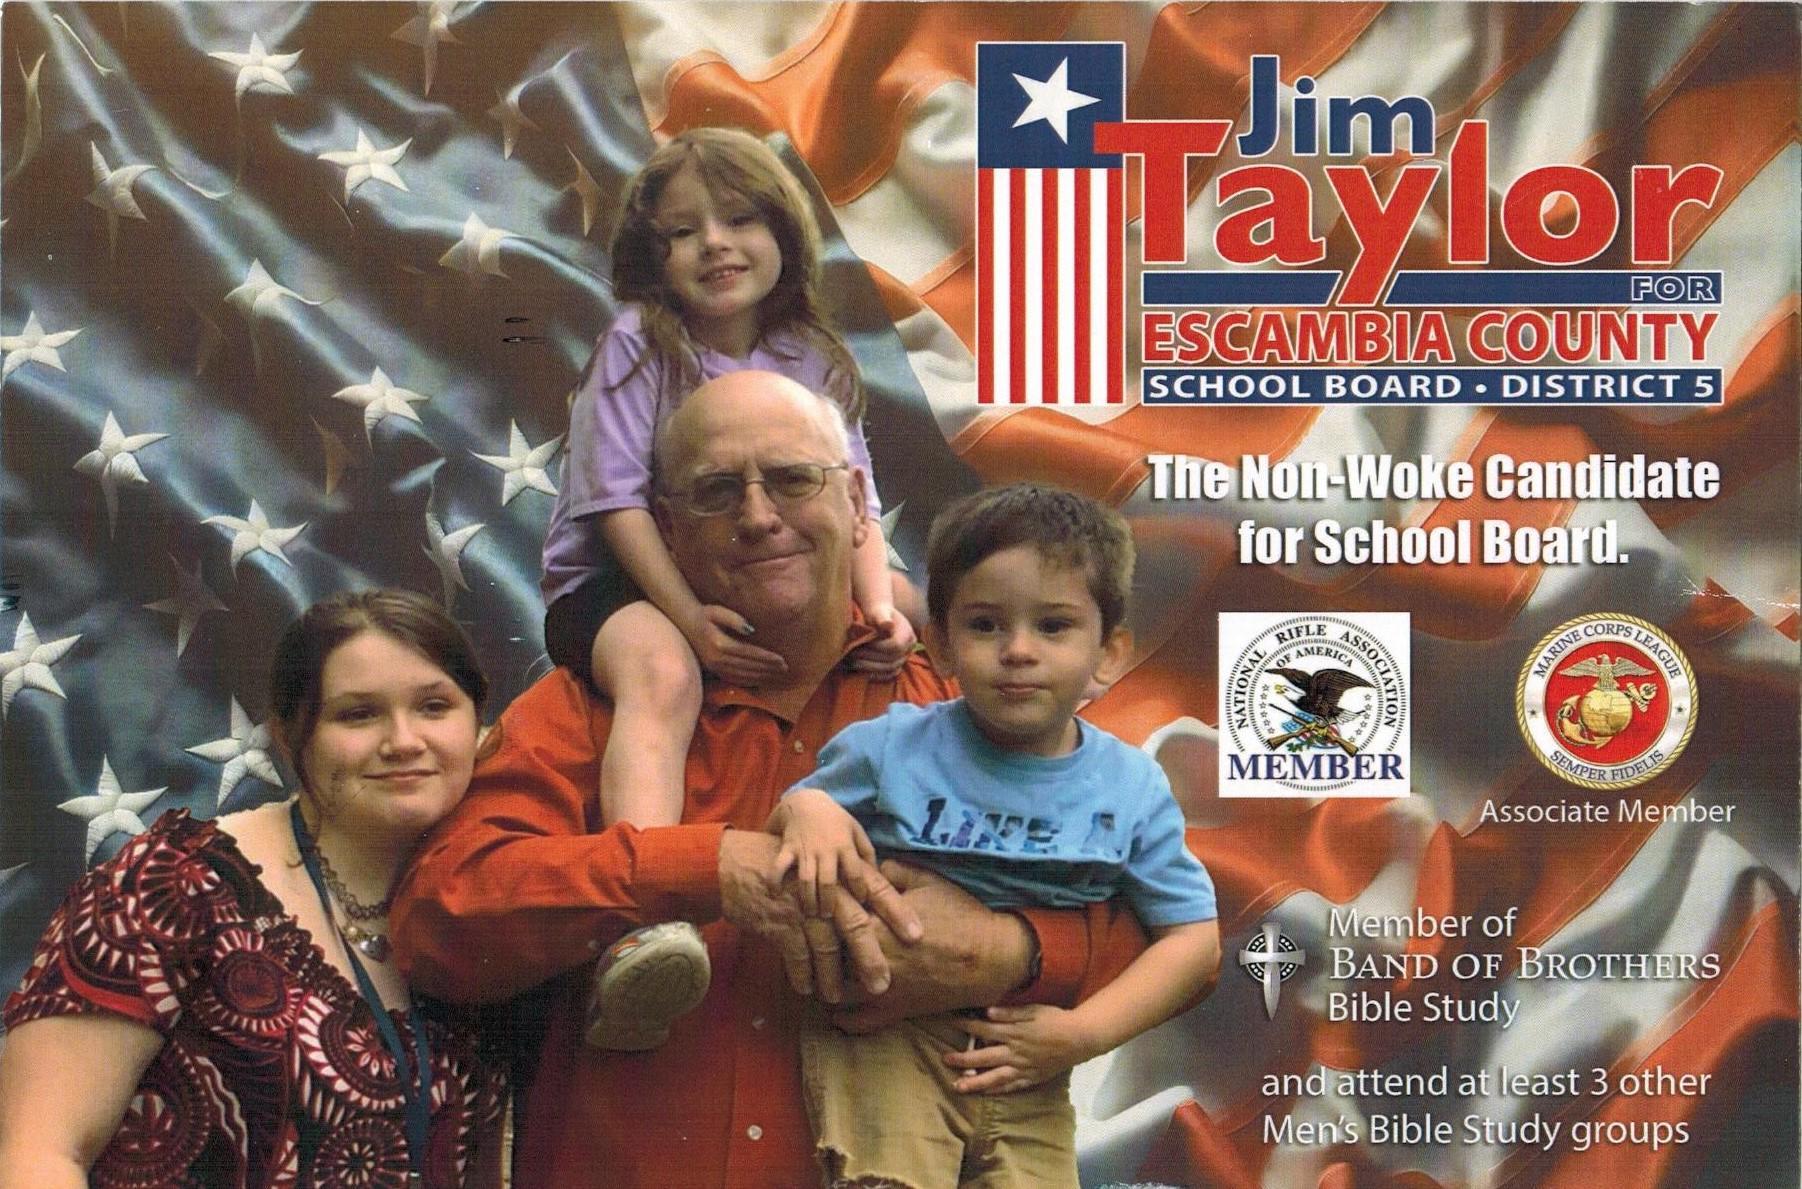 Jim
Taylor
FOR
ESCAMBIA COUNTY
SCHOOL BOARD • DISTRICT 5
The Non-Woke Candidate
for School Board.
NATIONAL RIFLE ASSOCIATION
OF AMERICA
MEMBER
MARINE CORPS LEAGUE
SEMPER FIDELIS
Associate Member
LIKE A
Member of
BAND OF BROTHERS
Bible Study
and attend at least 3 other
Men's Bible Study groups